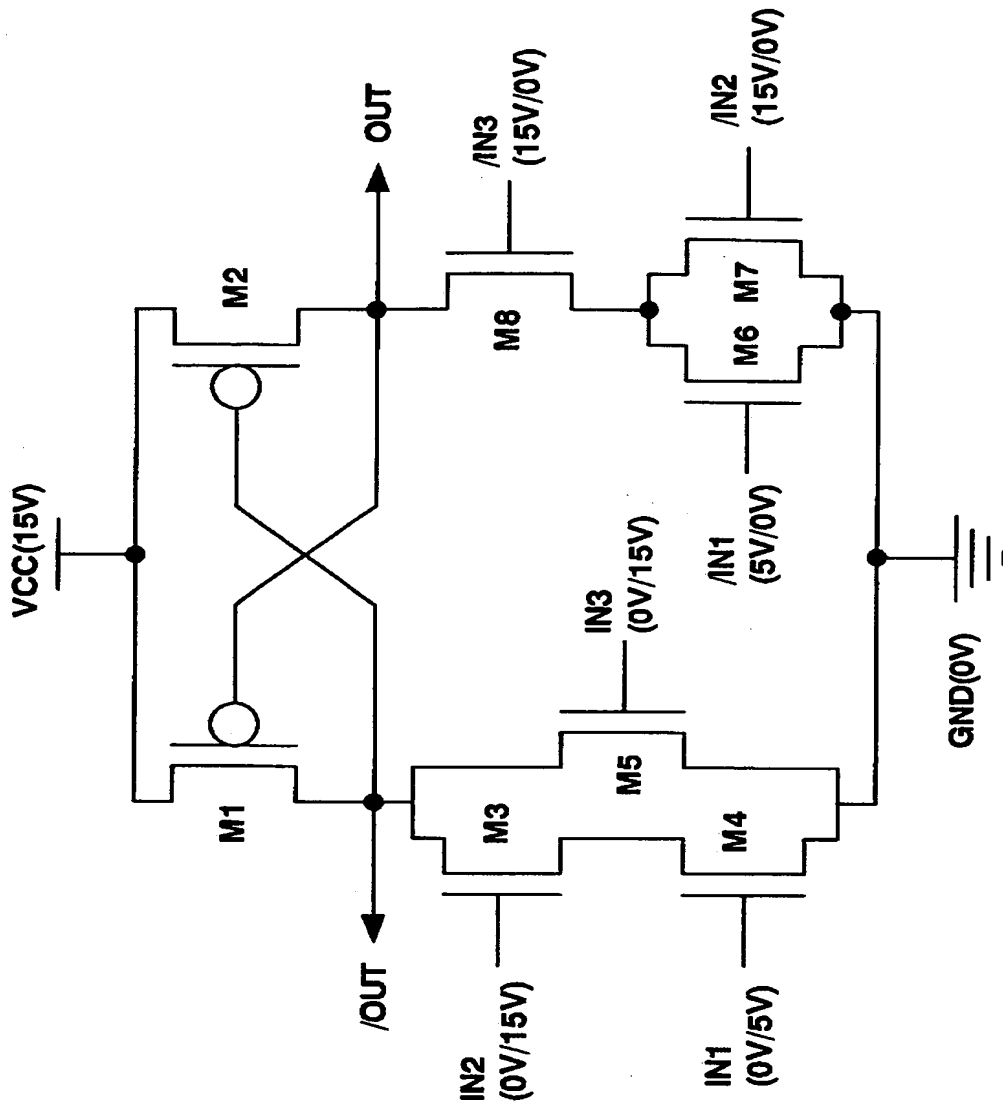 VCC(15V)
M1
M2
/OUT
OUT
IN2
(0V/15V)
M3
IN3
(0V/15V)
M5
IN1
(0V/5V)
M4
/IN3
(15V/0V)
M8
/IN1
(5V/0V)
M6
M7
/IN2
(15V/0V)
GND(0V)